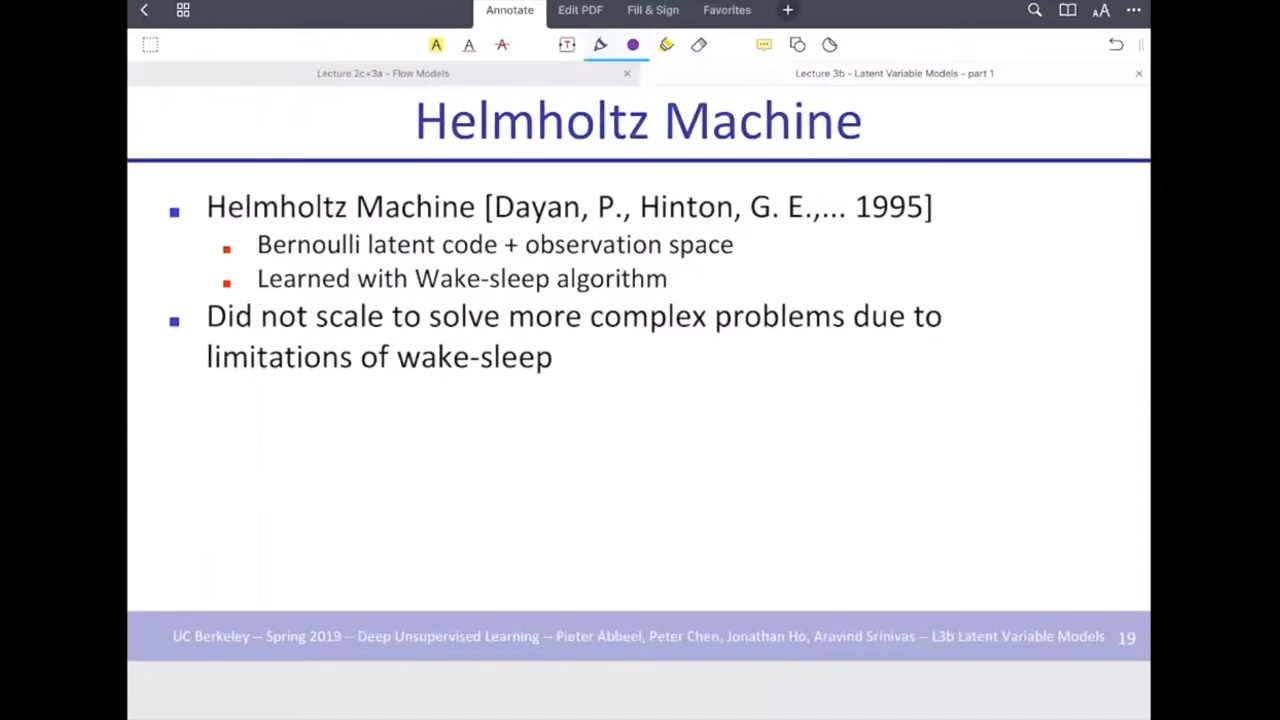 Annotate Edit PDF Fill & Sign Favorites
Lecture 2c+3a - Flow Models Lecture 3b - Latent Variable Models - part 1
Helmholtz Machine
Helmholtz Machine [Dayan, P., Hinton, G. E.,... 1995]
Bernoulli latent code + observation space
Learned with Wake-sleep algorithm
Did not scale to solve more complex problems due to
limitations of wake-sleep
UC Berkeley -- Spring 2019 -- Deep Unsupervised Learning -- Pieter Abbeel, Peter Chen, Jonathan Ho, Aravind Srinivas -- L3b Latent Variable Models 19